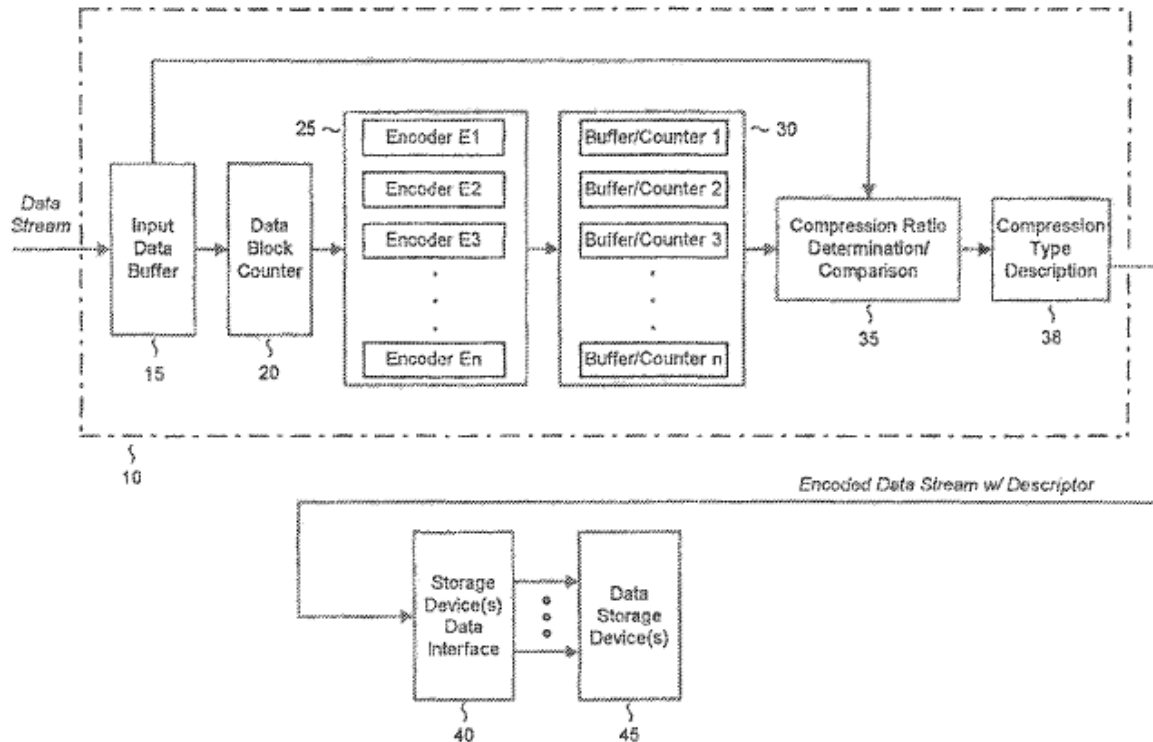 25
30
Encoder E1
Encoder E2
Encoder E3
Encoder En
Buffer/Counter 1
Buffer/Counter 2
Buffer/Counter 3
Buffer/Counter n
Data
Stream
Input
Data
Buffer
Data
Block
Counter
Compression Ratio
Determination/
Comparison
Compression
Type
Description
15
20
35
38
10
Encoded Data Stream w/ Descriptor
Storage
Device(s)
Data
Interface
Data
Storage
Device(s)
40
45